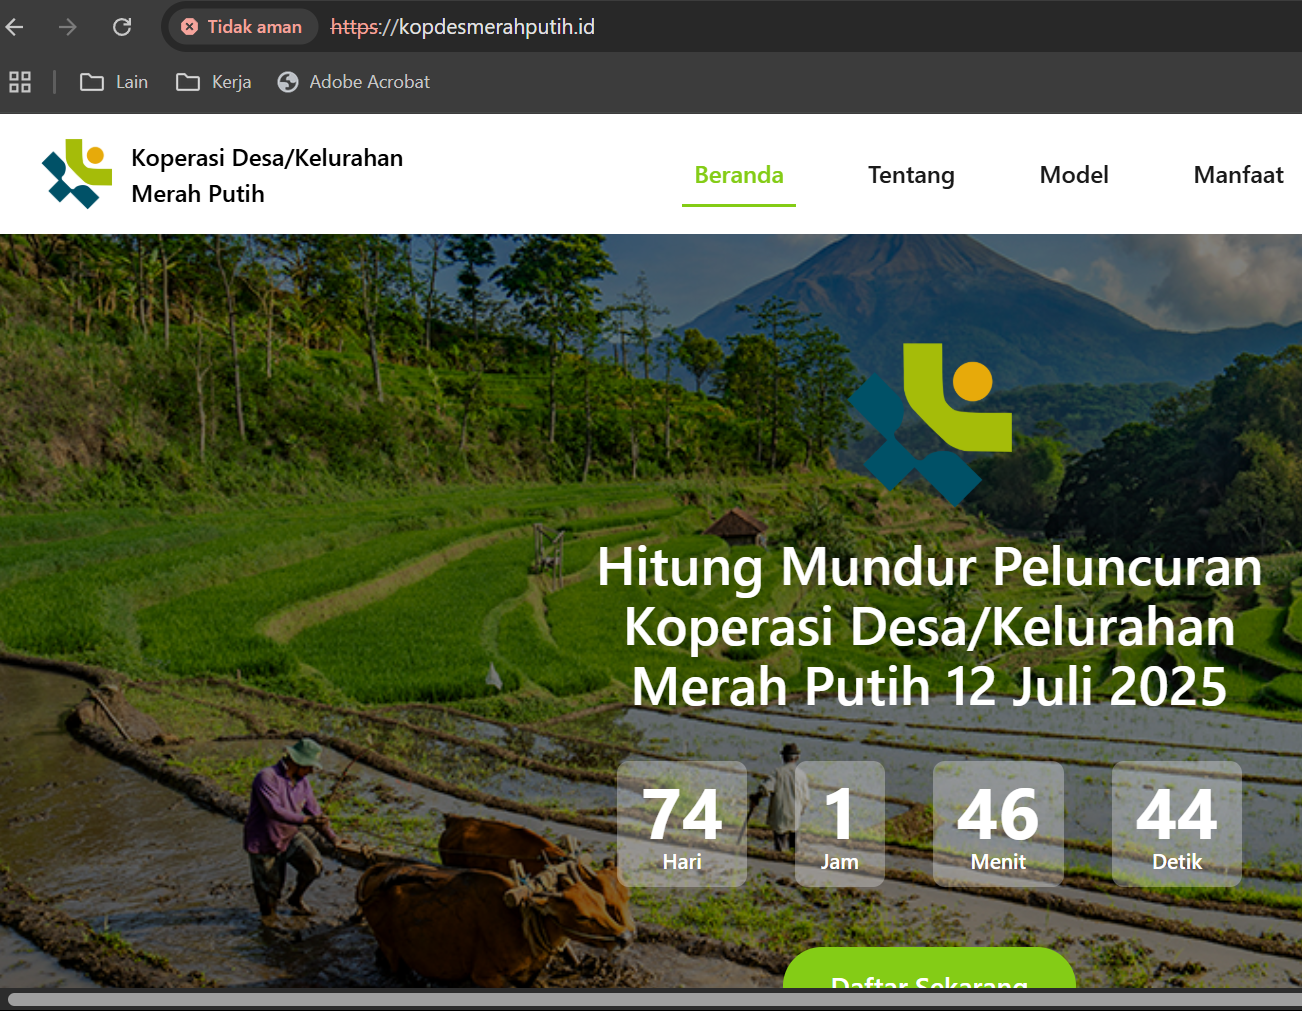 Tidak aman https://kopdesmerahputih.id
Lain Kerja Adobe Acrobat
Koperasi Desa/Kelurahan
Merah Putih
Beranda Tentang Model Manfaat
Hitung Mundur Peluncuran
Koperasi Desa/Kelurahan
Merah Putih 12 Juli 2025
74 1 46 44
Hari Jam Menit Detik
Daftar Sekarang